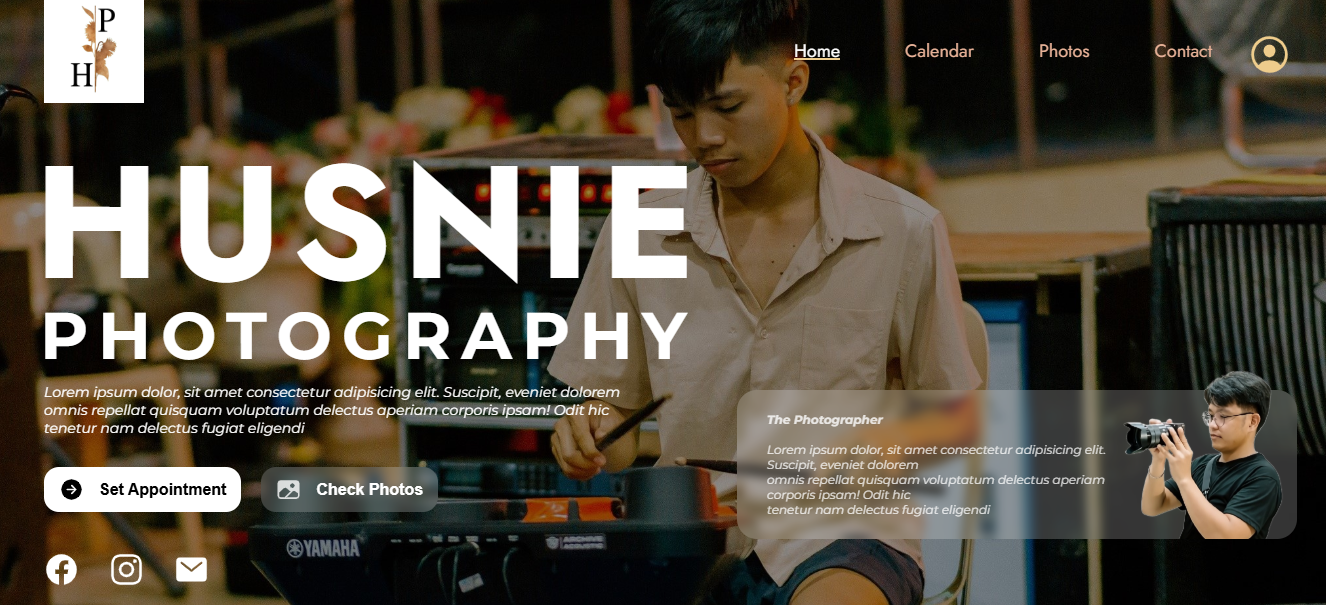 P
H
Home
Calendar
Photos
Contact
HUSNIE
PHOTOGRAPHY
Lorem ipsum dolor, sit amet consectetur adipisicing elit. Suscipit, eveniet dolorem
omnis repellat quisquam voluptatum delectus aperiam corporis ipsam! Odit hic
tenetur nam delectus fugiat eligendi
Set Appointment
Check Photos
The Photographer
Lorem ipsum dolor, sit amet consectetur adipisicing elit.
Suscipit, eveniet dolorem
omnis repellat quisquam voluptatum delectus aperiam
corporis ipsam! Odit hic
tenetur nam delectus fugiat eligendi
YAMAHA
ARCHIVE
ACOUSTIC